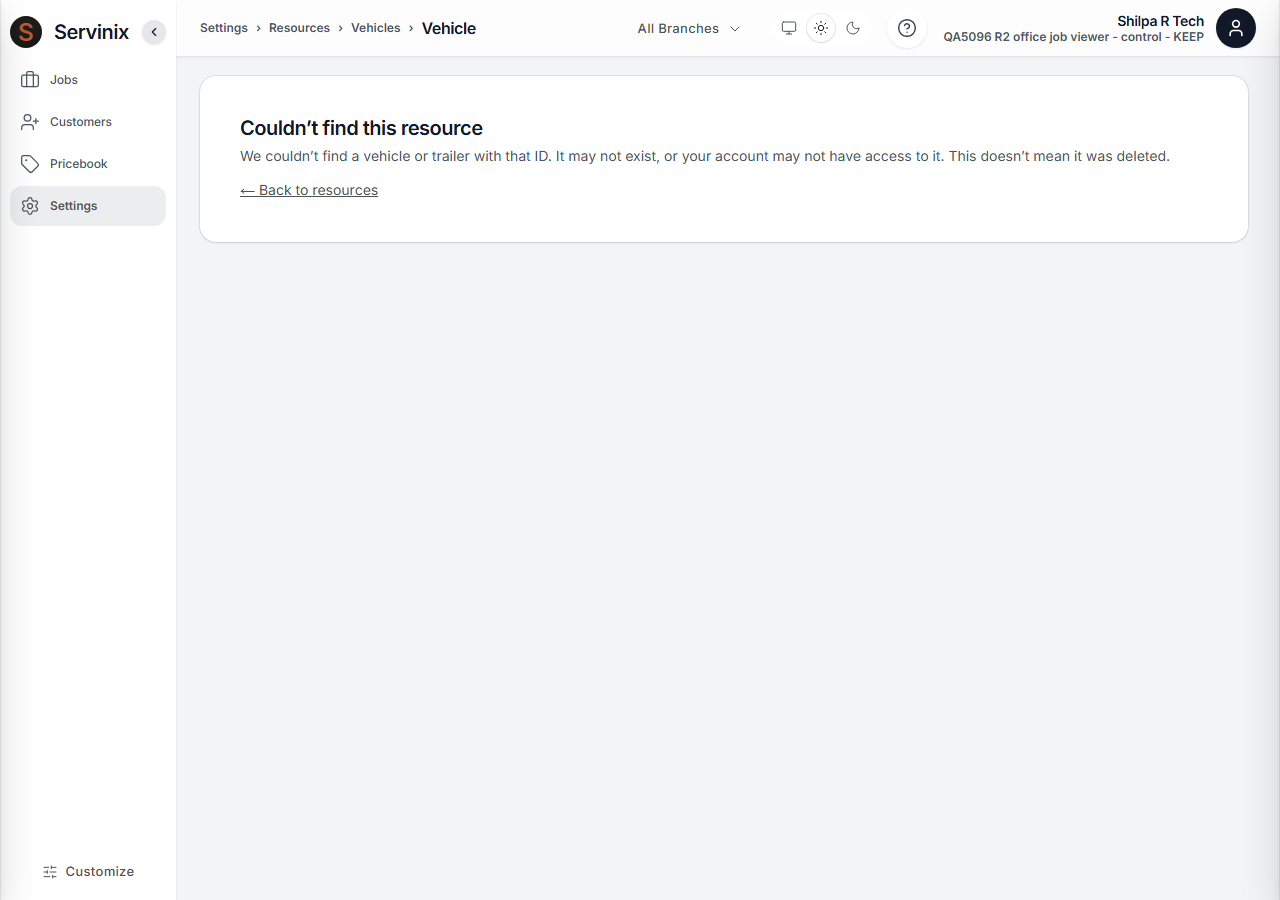 S Servinix
Settings › Resources › Vehicles › Vehicle
All Branches
Shilpa R Tech
QA5096 R2 office job viewer - control - KEEP
Jobs
Customers
Pricebook
Settings
Couldn’t find this resource
We couldn’t find a vehicle or trailer with that ID. It may not exist, or your account may not have access to it. This doesn’t mean it was deleted.
← Back to resources
Customize